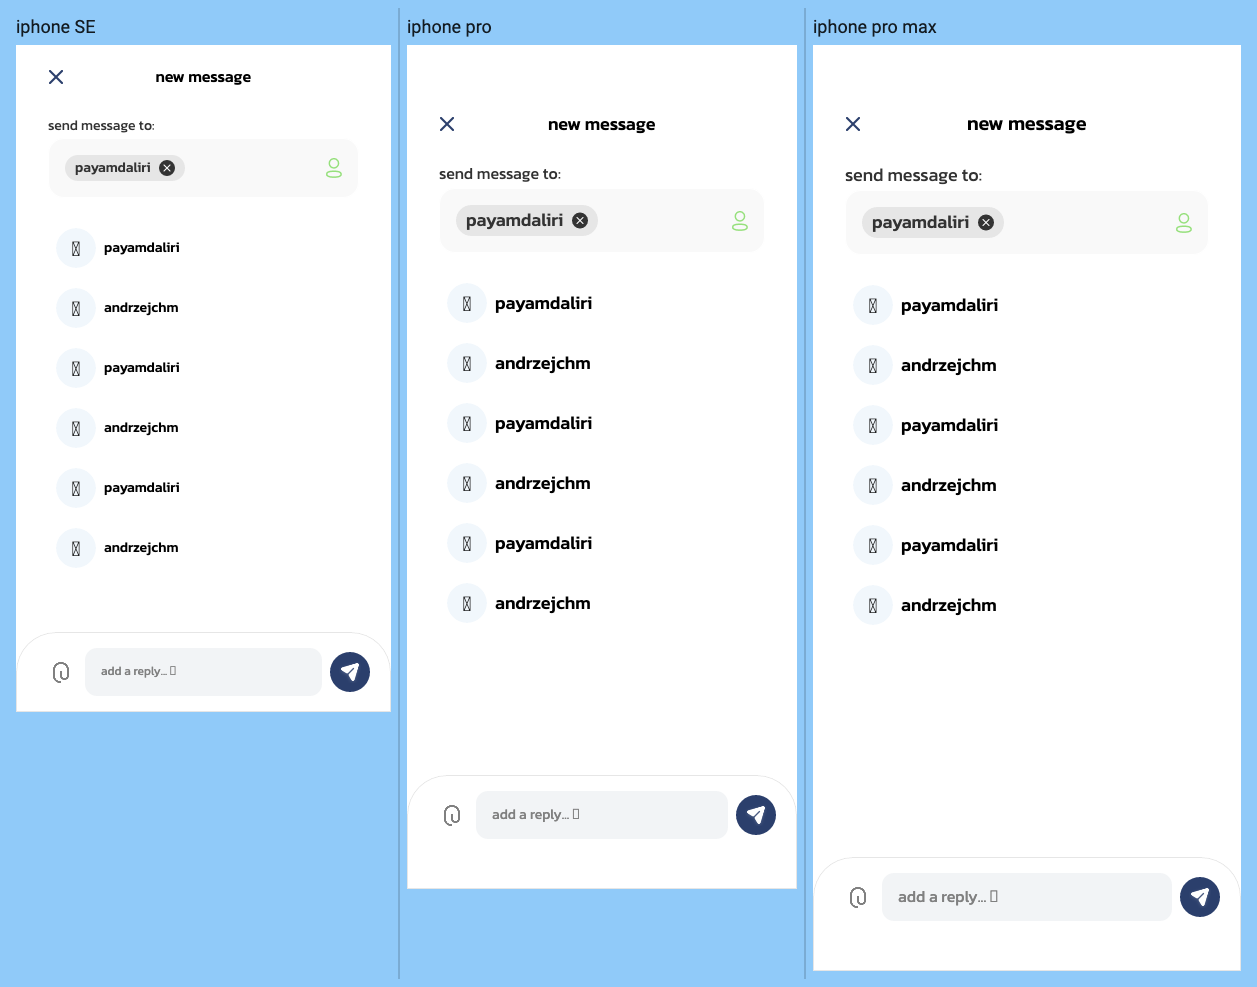 iphone SE
new message
send message to:
payamdaliri
payamdaliri
andrzejchm
payamdaliri
andrzejchm
payamdaliri
andrzejchm
add a reply...
iphone pro
new message
send message to:
payamdaliri
payamdaliri
andrzejchm
payamdaliri
andrzejchm
payamdaliri
andrzejchm
add a reply...
iphone pro max
new message
send message to:
payamdaliri
payamdaliri
andrzejchm
payamdaliri
andrzejchm
payamdaliri
andrzejchm
add a reply...